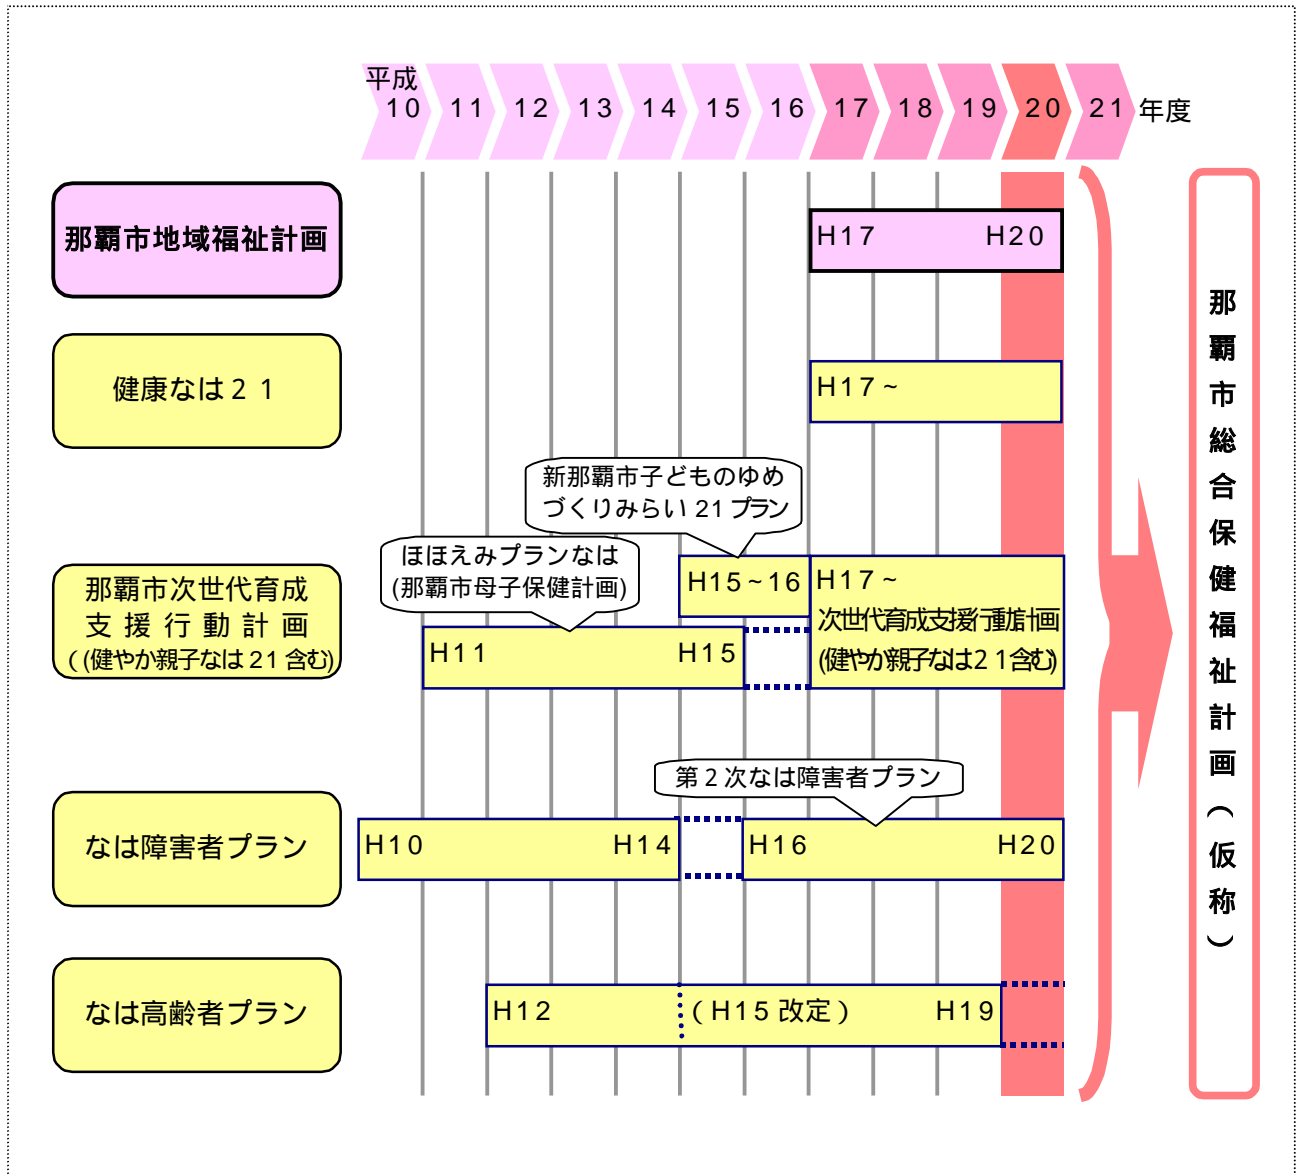 平成
10 11 12 13 14 15 16 17 18 19 20 21 年度
那覇市地域福祉計画
H17 H20
健康なは21
H17~
新那覇市子どものゆめ
づくりみらい21プラン
ほほえみプランなは
(那覇市母子保健計画)
那覇市次世代育成
支援行動計画
((健やか親子なは21含む)
H15~16
H11 H15
H17~
次世代育成支援行動計画
(健やか親子なは21含む)
第2次なは障害者プラン
なは障害者プラン
H10 H14
H16 H20
なは高齢者プラン
H12 (H15改定) H19
那覇市総合保健福祉計画(仮称)